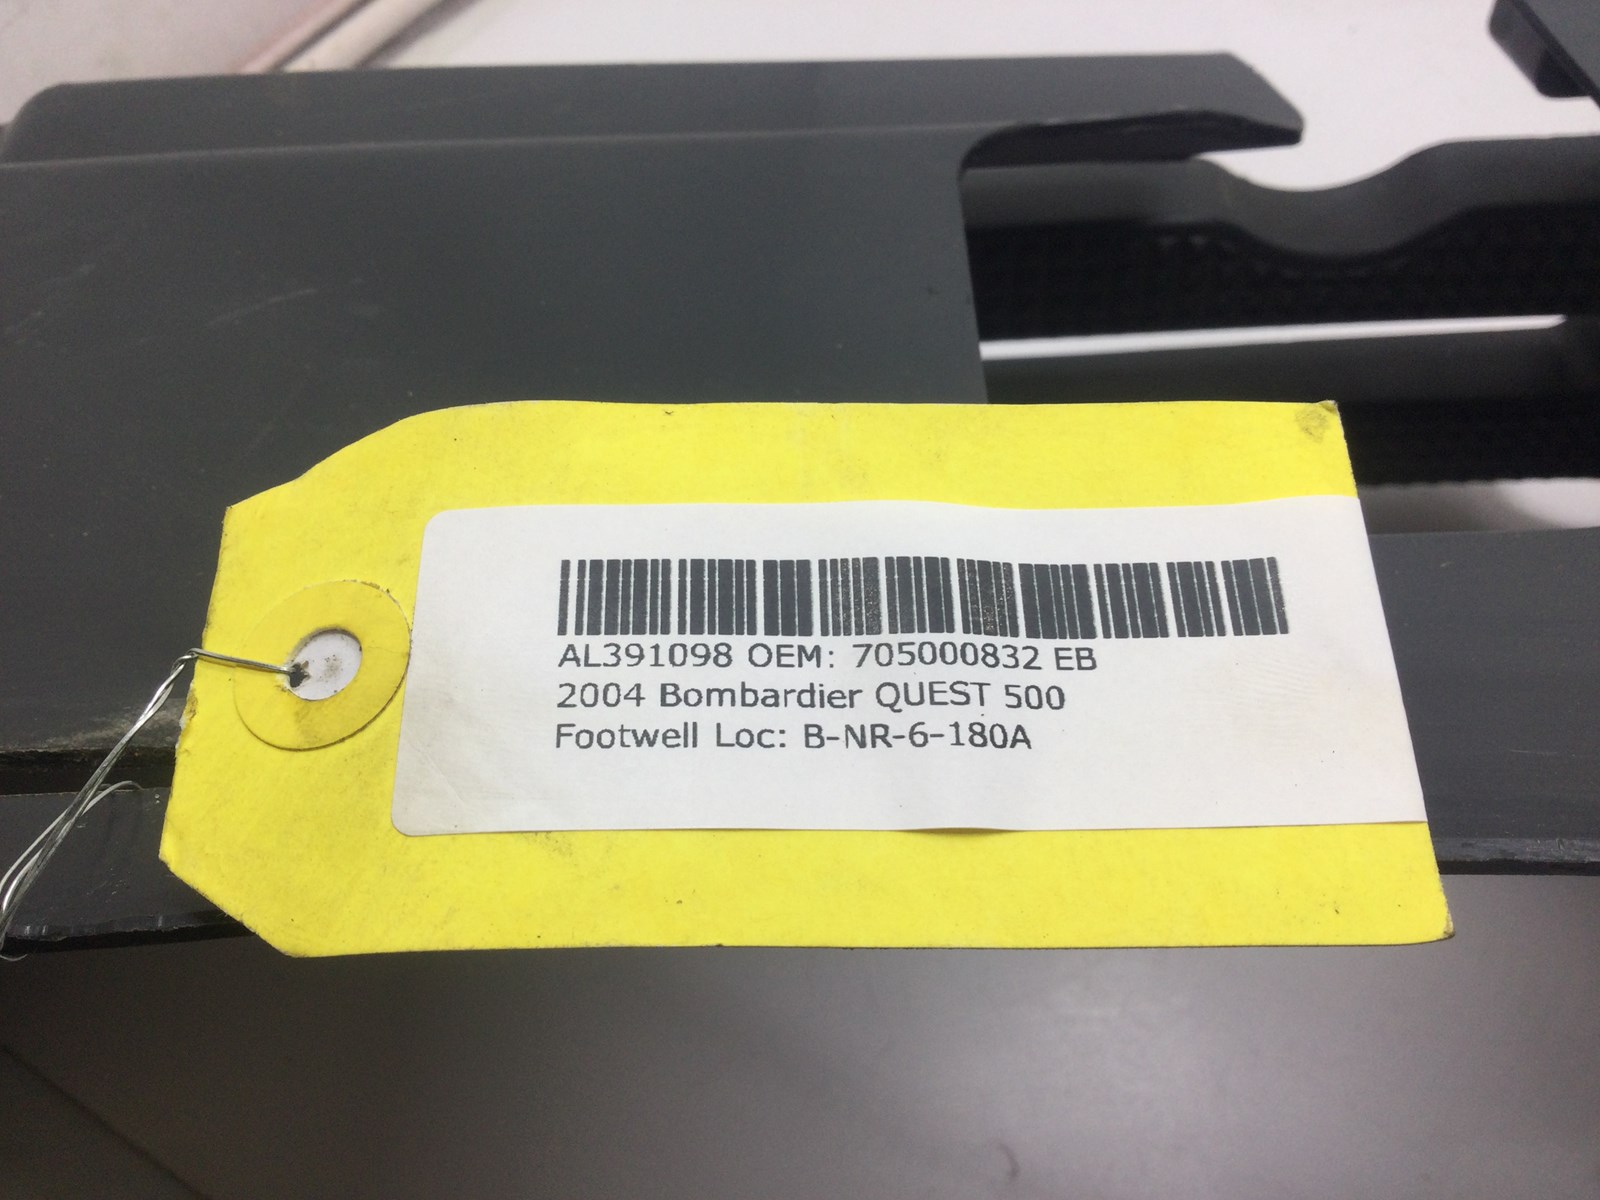 AL391098 OEM: 705000832 EB
2004 Bombardier QUEST 500
Footwell Loc: B-NR-6-180A